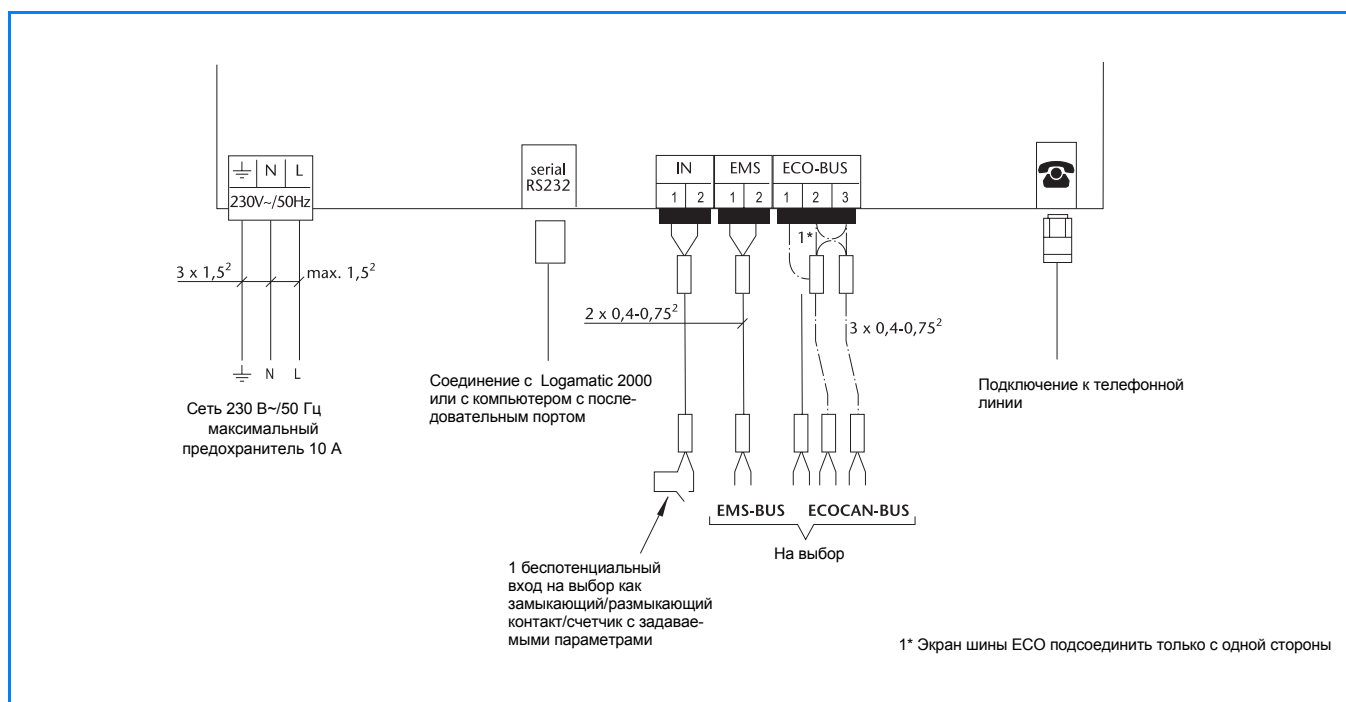 N L
230V~/50Hz
serial
RS232
IN
1 2
EMS
1 2
ECO-BUS
1 2 3
1*
3 x 1,5²
max. 1,5²
2 x 0,4-0,75²
3 x 0,4-0,75²
N L
Сеть 230 В~/50 Гц
максимальный
предохранитель 10 А
Соединение с Logamatic 2000
или с компьютером с после-
довательным портом
Подключение к телефонной
линии
EMS-BUS ECOCAN-BUS
На выбор
1 беспотенциальный
вход на выбор как
замыкающий/размыкающий
контакт/счетчик с задавае-
мыми параметрами
1* Экран шины ECO подсоединить только с одной стороны